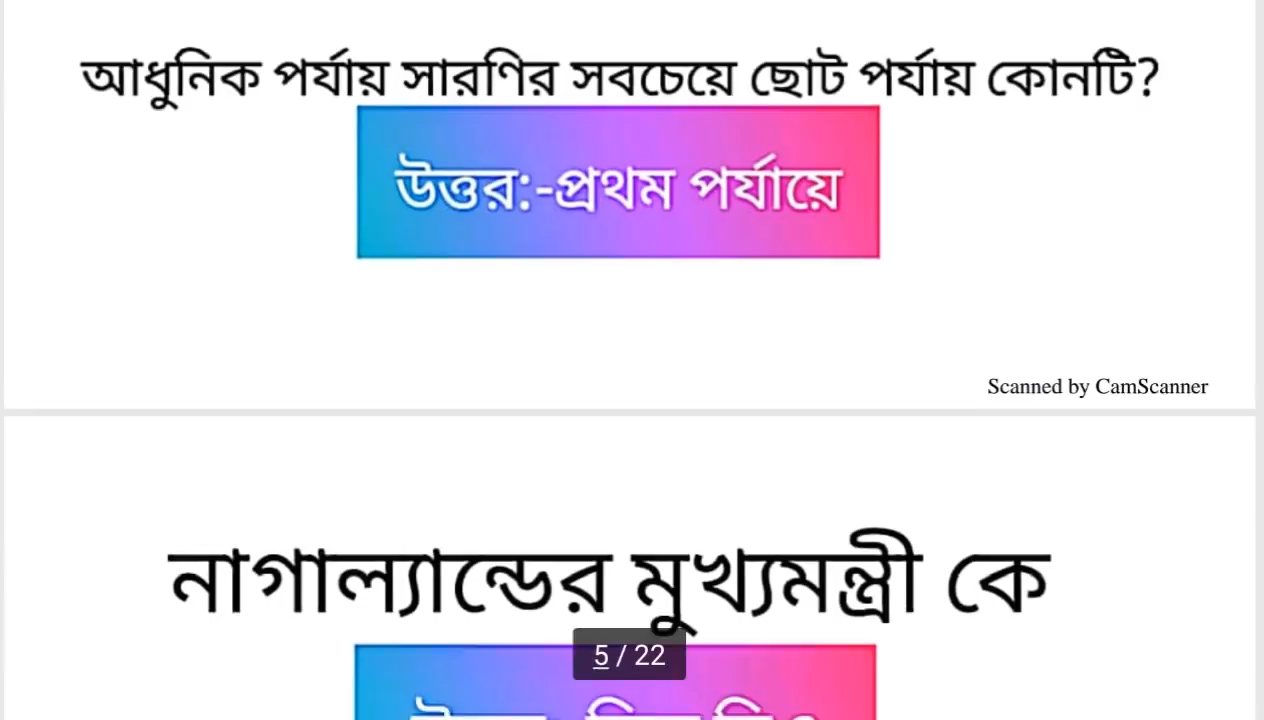 আধুনিক পর্যায় সারণির সবচেয়ে ছোট পর্যায় কোনটি?
উত্তর:-প্রথম পর্যায়ে
Scanned by CamScanner
নাগাল্যান্ডের মুখ্যমন্ত্রী কে
5 / 22